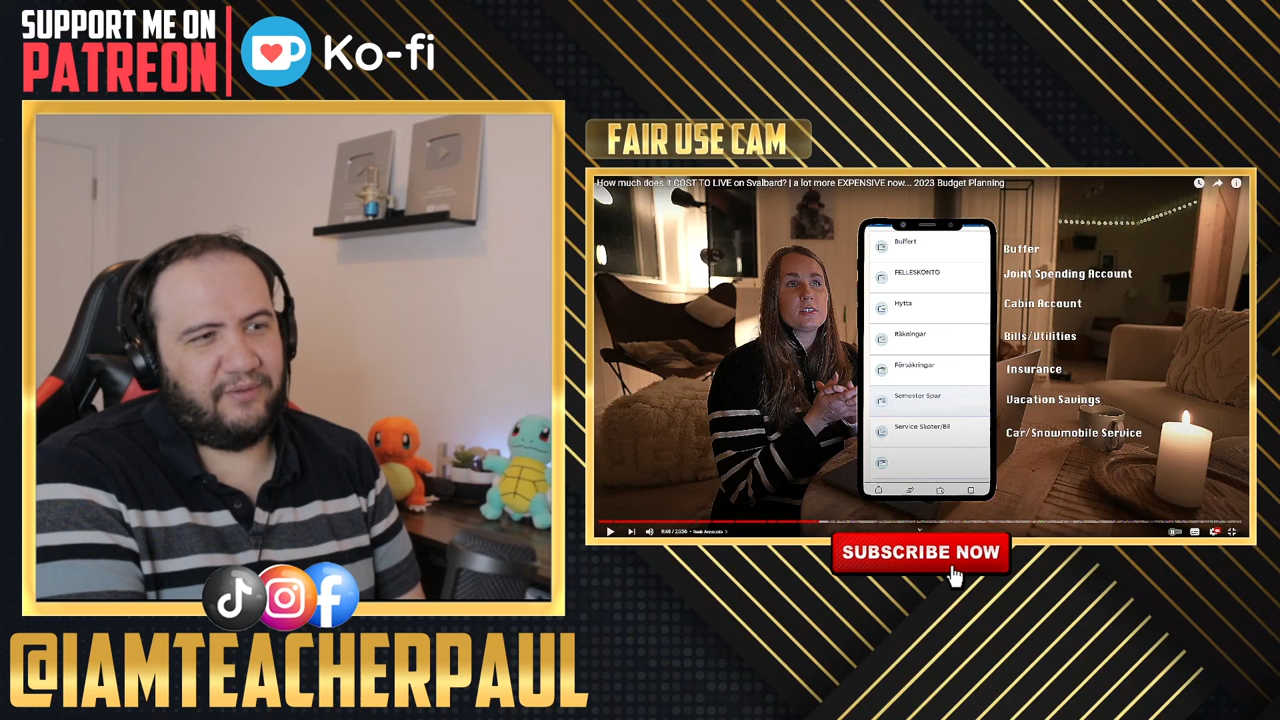 SUPPORT ME ON
PATREON
Ko-fi
FAIR USE CAM
How much does it COST TO LIVE on Svalbard? | a lot more EXPENSIVE now... 2023 Budget Planning
Buffert
FELLESKONTO
Hytta
Räkningar
Försäkringar
Semester Spar
Service Skoter/Bil
Buffer
Joint Spending Account
Cabin Account
Bills/Utilities
Insurance
Vacation Savings
Car/Snowmobile Service
SUBSCRIBE NOW
@IAMTEACHERPAUL